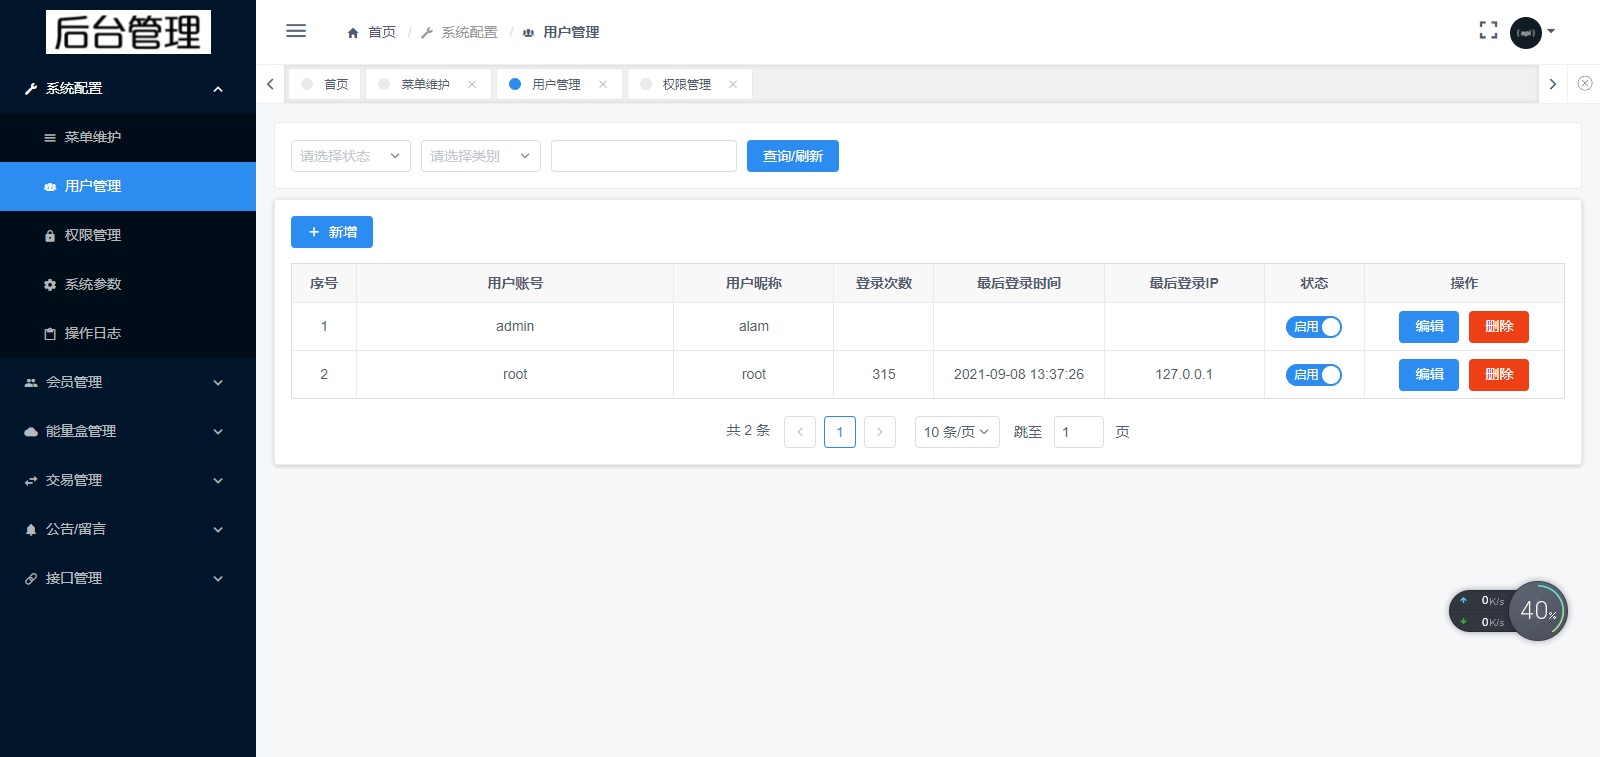 后台管理
系统配置
菜单维护
用户管理
权限管理
系统参数
操作日志
会员管理
能量盒管理
交易管理
公告/留言
接口管理
首页 / 系统配置 / 用户管理
(api)
首页 菜单维护 用户管理 权限管理
请选择状态 请选择类别 查询/刷新
+ 新增
序号 用户账号 用户昵称 登录次数 最后登录时间 最后登录IP 状态 操作
1 admin alam 启用 编辑 删除
2 root root 315 2021-09-08 13:37:26 127.0.0.1 启用 编辑 删除
共 2 条 1 10 条/页 跳至 1 页
0K/s
0K/s
40%